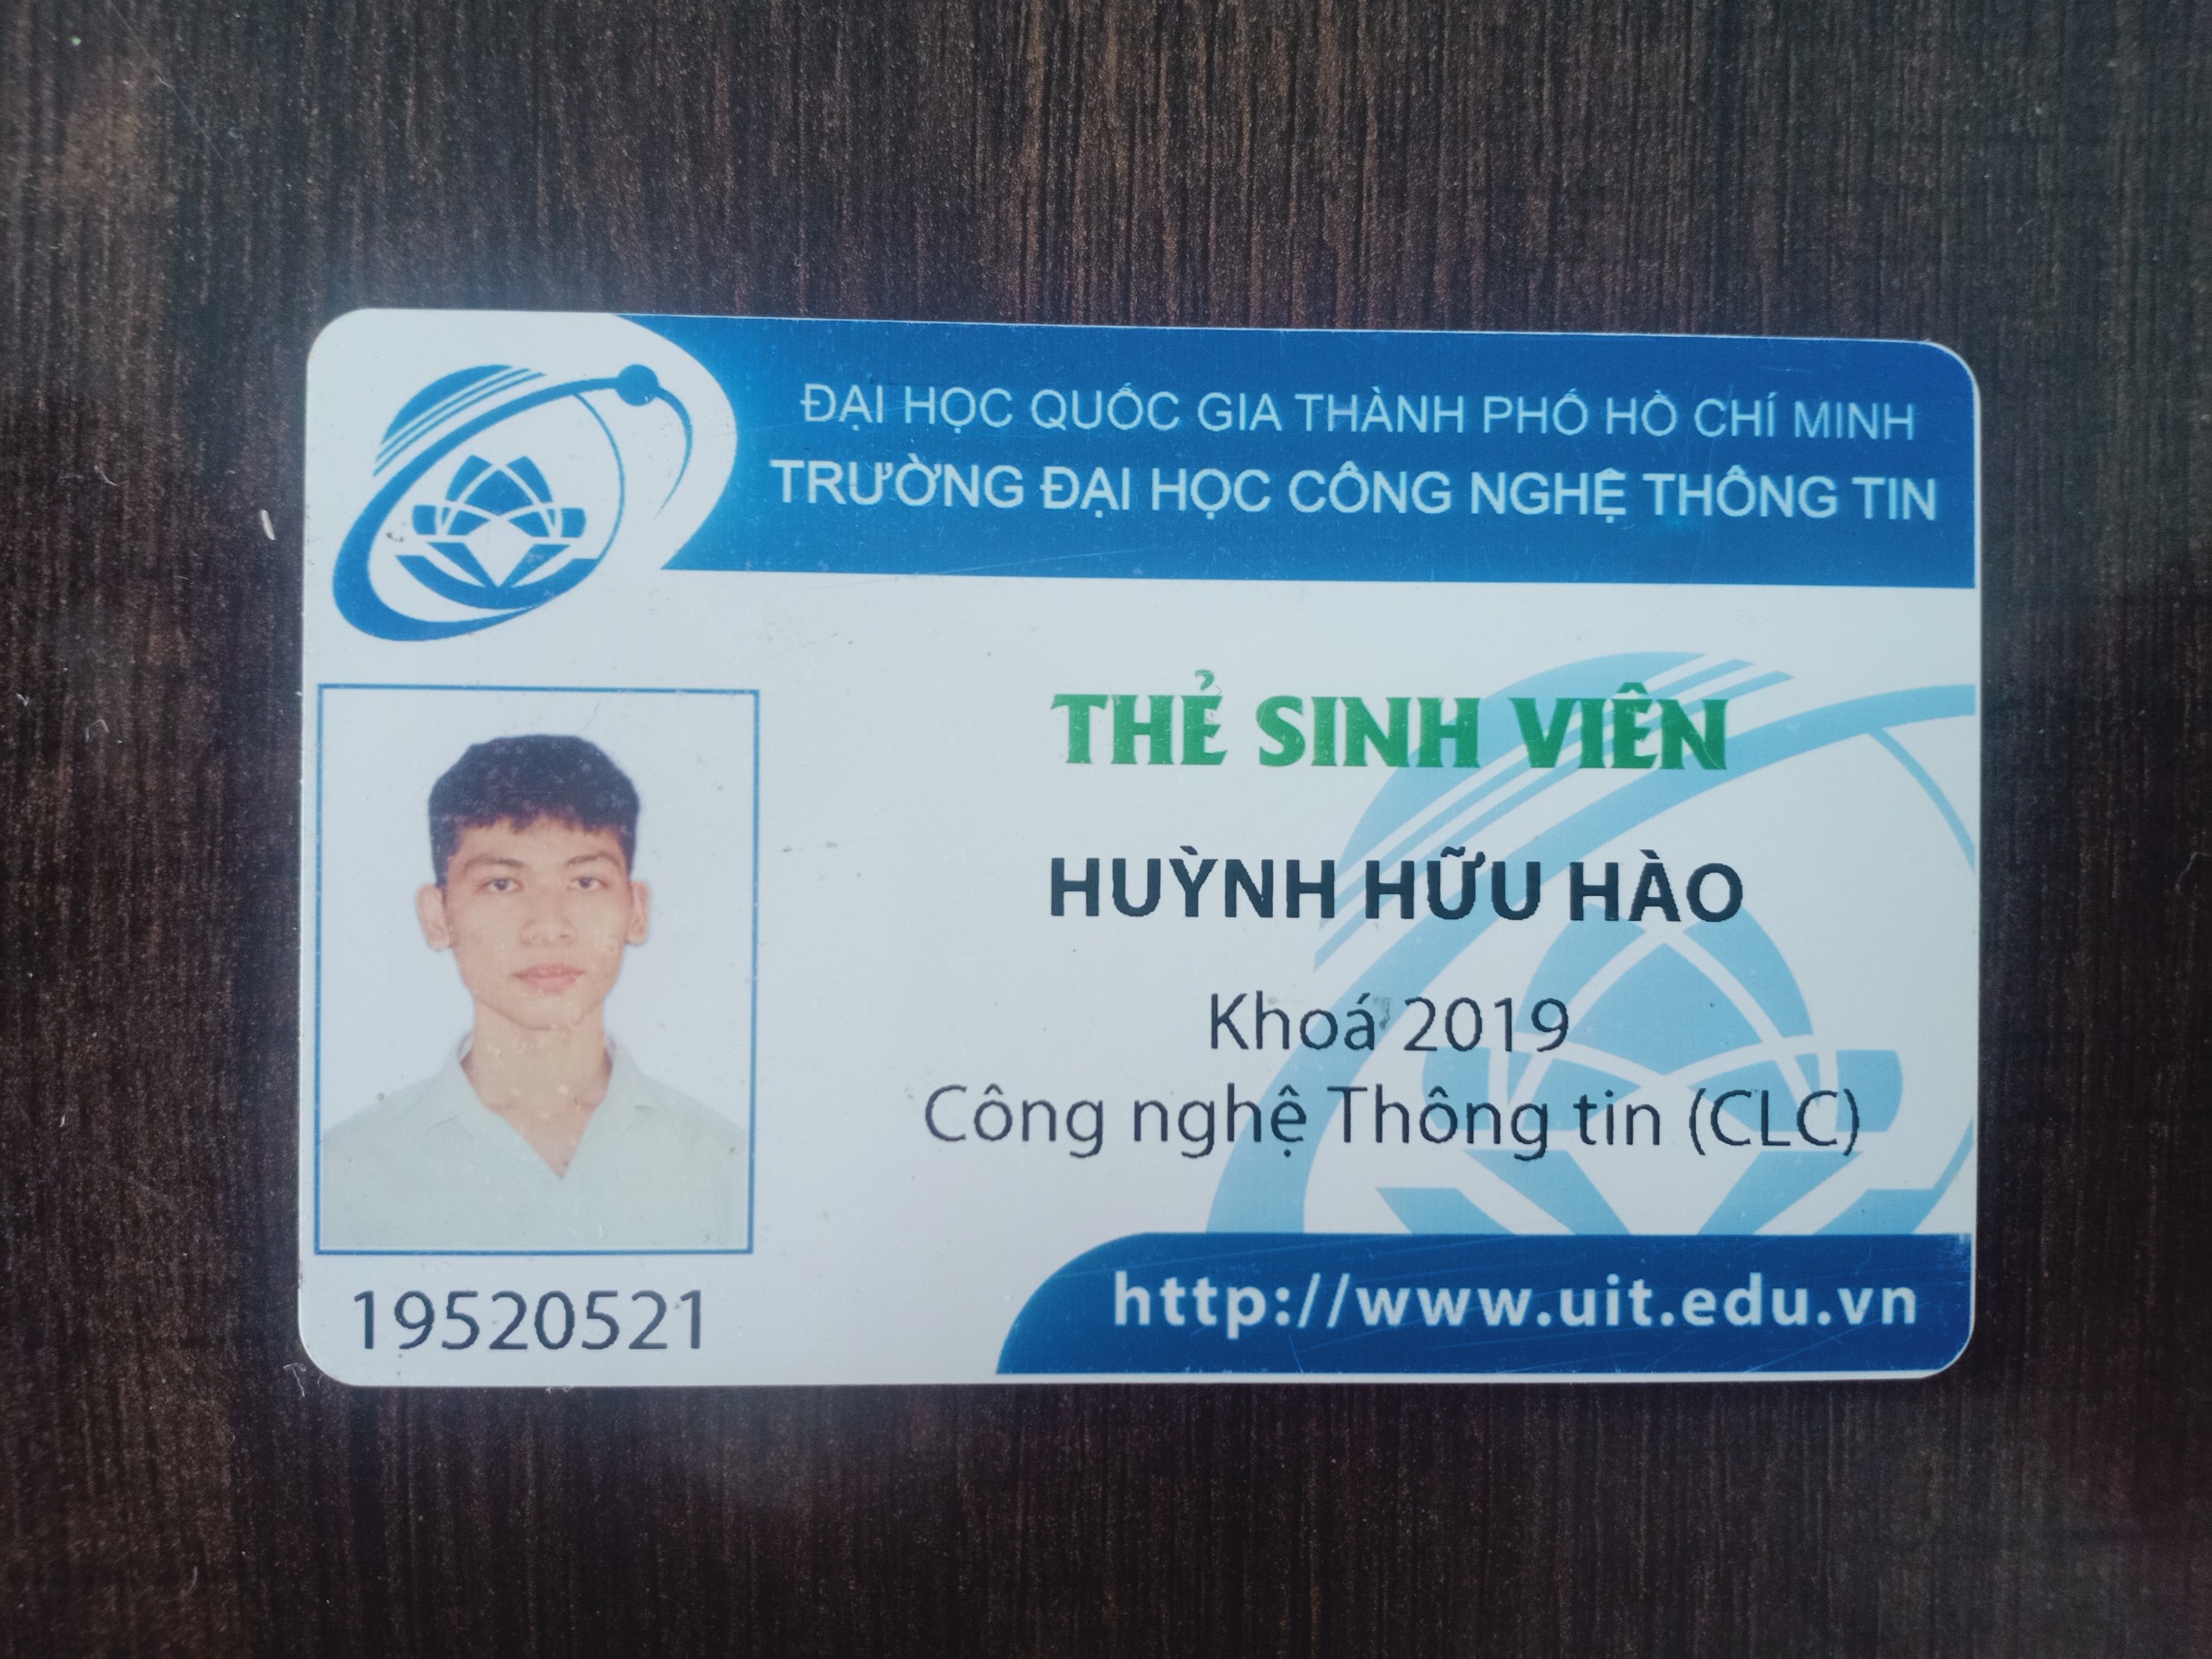 ĐẠI HỌC QUỐC GIA THÀNH PHỐ HỒ CHÍ MINH
TRƯỜNG ĐẠI HỌC CÔNG NGHỆ THÔNG TIN
THẺ SINH VIÊN
HUỲNH HỮU HÀO
Khoá 2019
Công nghệ Thông tin (CLC)
19520521
http://www.uit.edu.vn